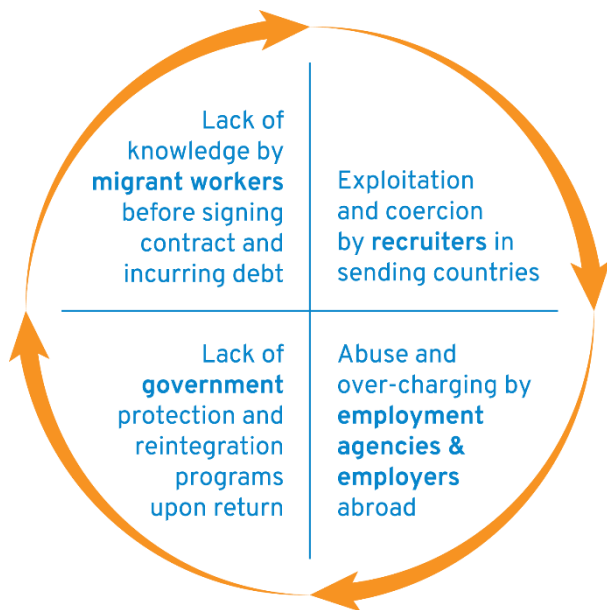 Lack of
knowledge by
migrant workers
before signing
contract and
incurring debt
Exploitation
and coercion
by recruiters in
sending countries
Lack of
government
protection and
reintegration
programs
upon return
Abuse and
over-charging by
employment
agencies &
employers
abroad